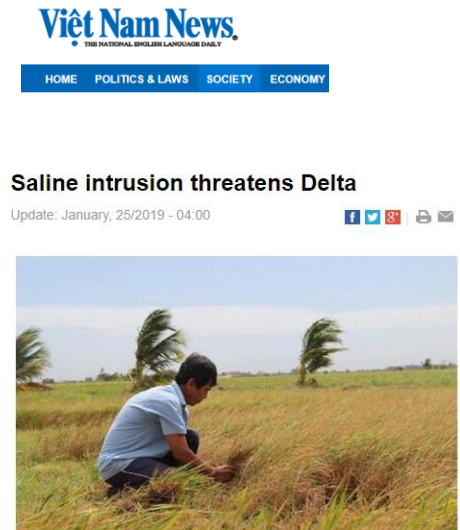 Việt Nam News.
THE NATIONAL ENGLISH LANGUAGE DAILY
HOME POLITICS & LAWS SOCIETY ECONOMY
Saline intrusion threatens Delta
Update: January, 25/2019 - 04:00
f g+